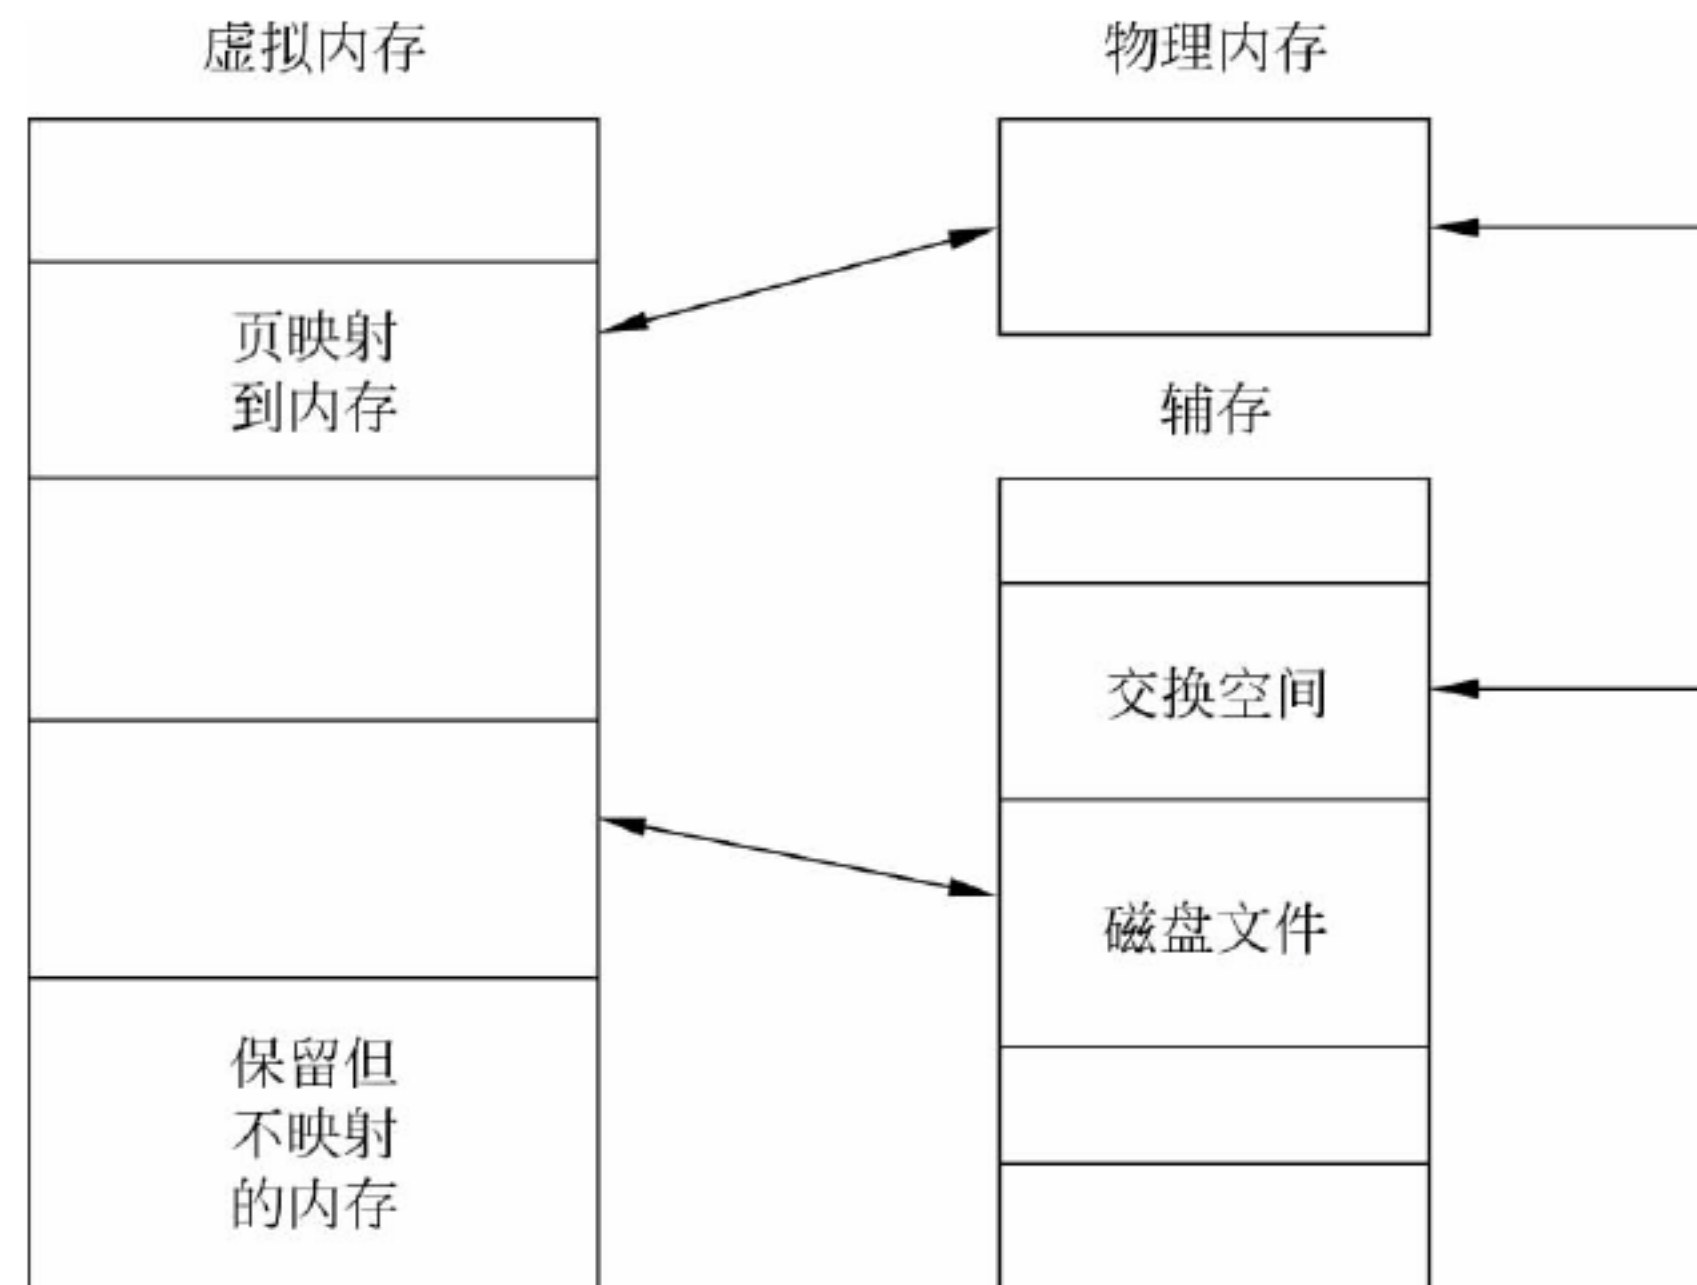 虚拟内存
物理内存
页映射
到内存
辅存
交换空间
磁盘文件
保留但
不映射
的内存